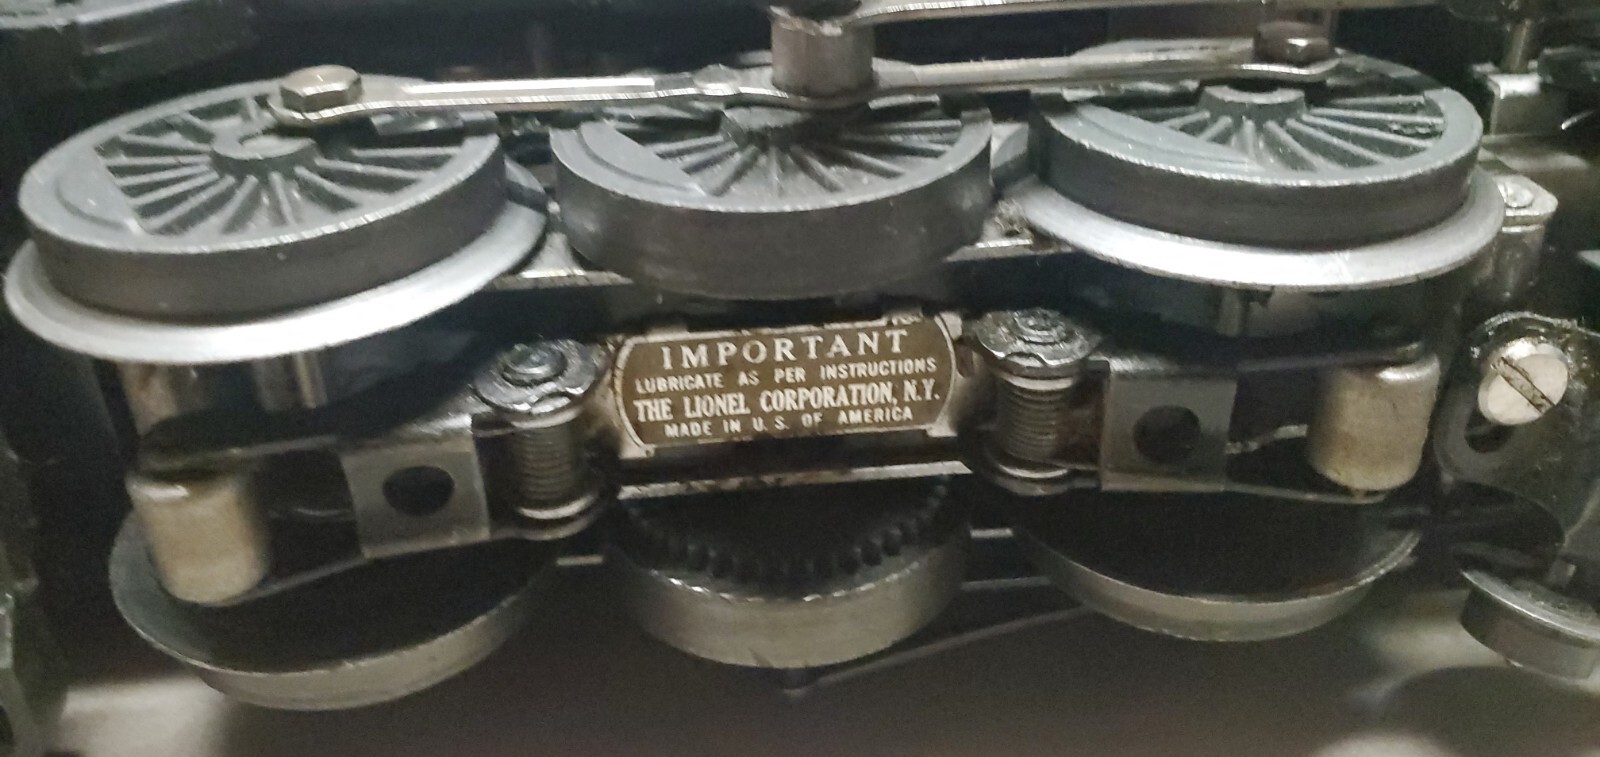 IMPORTANT
LUBRICATE AS PER INSTRUCTIONS
THE LIONEL CORPORATION, N.Y.
MADE IN U.S. OF AMERICA